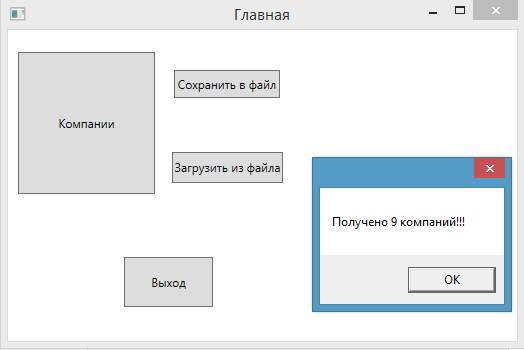 Главная
Компании
Сохранить в файл
Загрузить из файла
Получено 9 компаний!!!
OK
Выход